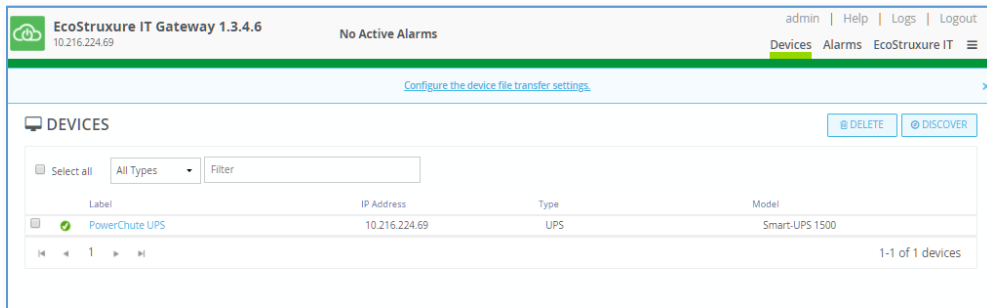 EcoStruxure IT Gateway 1.3.4.6
10.216.224.69
No Active Alarms
admin | Help | Logs | Logout
Devices Alarms EcoStruxure IT
Configure the device file transfer settings.
DEVICES
DELETE DISCOVER
Select all All Types Filter
Label IP Address Type Model
PowerChute UPS 10.216.224.69 UPS Smart-UPS 1500
1 1-1 of 1 devices